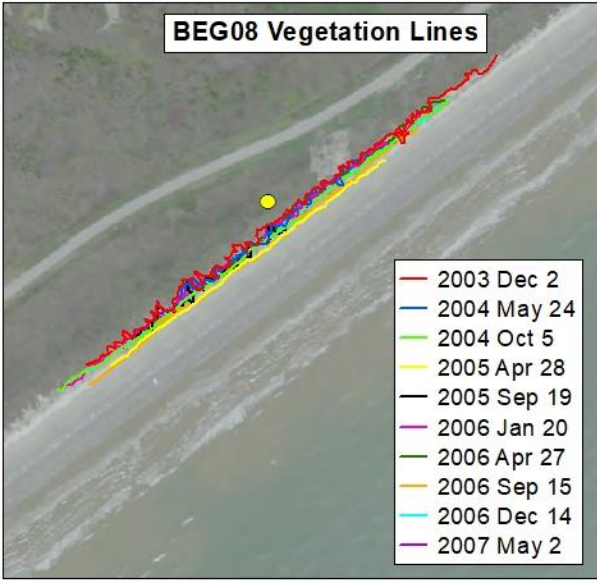 BEG08 Vegetation Lines
2003 Dec 2
2004 May 24
2004 Oct 5
2005 Apr 28
2005 Sep 19
2006 Jan 20
2006 Apr 27
2006 Sep 15
2006 Dec 14
2007 May 2